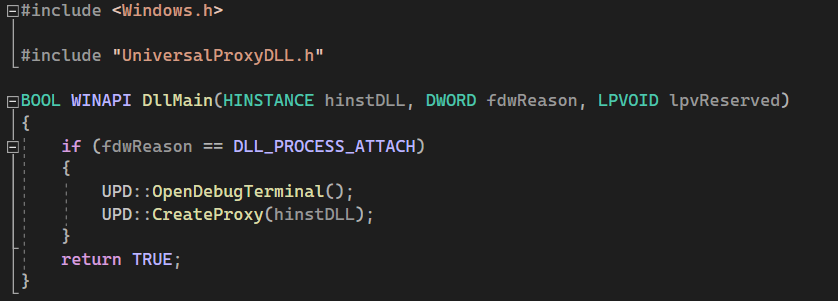 #include <Windows.h>
#include "UniversalProxyDLL.h"
BOOL WINAPI DllMain(HINSTANCE hinstDLL, DWORD fdwReason, LPVOID lpvReserved)
{
if (fdwReason == DLL_PROCESS_ATTACH)
{
UPD::OpenDebugTerminal();
UPD::CreateProxy(hinstDLL);
}
return TRUE;
}